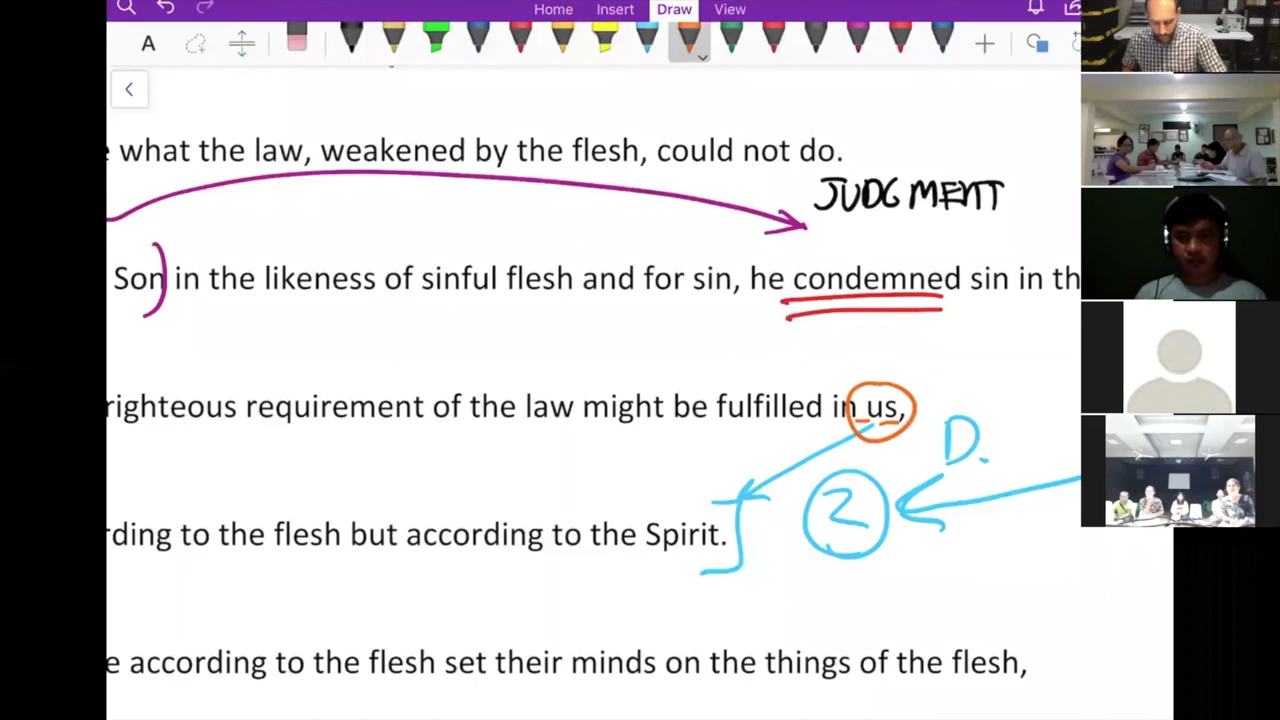 Home Insert Draw View
A
e what the law, weakened by the flesh, could not do.
JUDGMENT
Son) in the likeness of sinful flesh and for sin, he condemned sin in th
righteous requirement of the law might be fulfilled in us,
D.
2
rding to the flesh but according to the Spirit.
e according to the flesh set their minds on the things of the flesh,